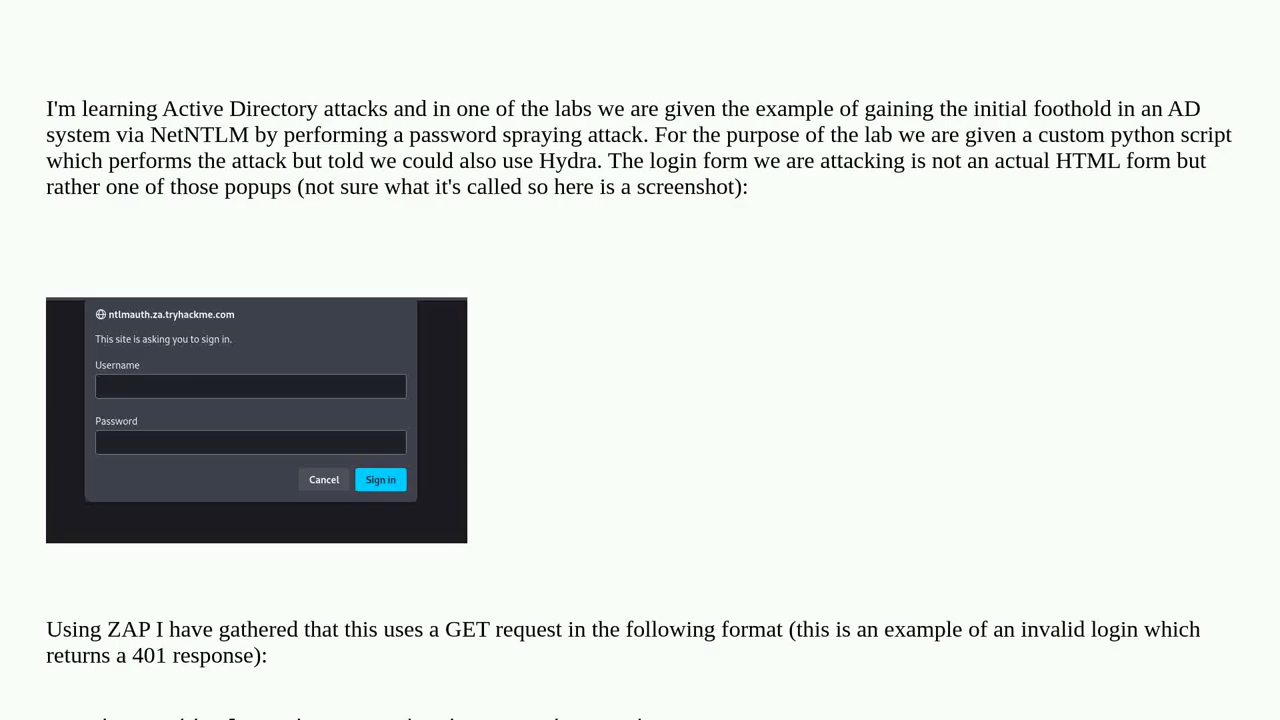 I'm learning Active Directory attacks and in one of the labs we are given the example of gaining the initial foothold in an AD
system via NetNTLM by performing a password spraying attack. For the purpose of the lab we are given a custom python script
which performs the attack but told we could also use Hydra. The login form we are attacking is not an actual HTML form but
rather one of those popups (not sure what it's called so here is a screenshot):
ntlmauth.za.tryhackme.com
This site is asking you to sign in.
Username
Password
Cancel Sign in
Using ZAP I have gathered that this uses a GET request in the following format (this is an example of an invalid login which
returns a 401 response):